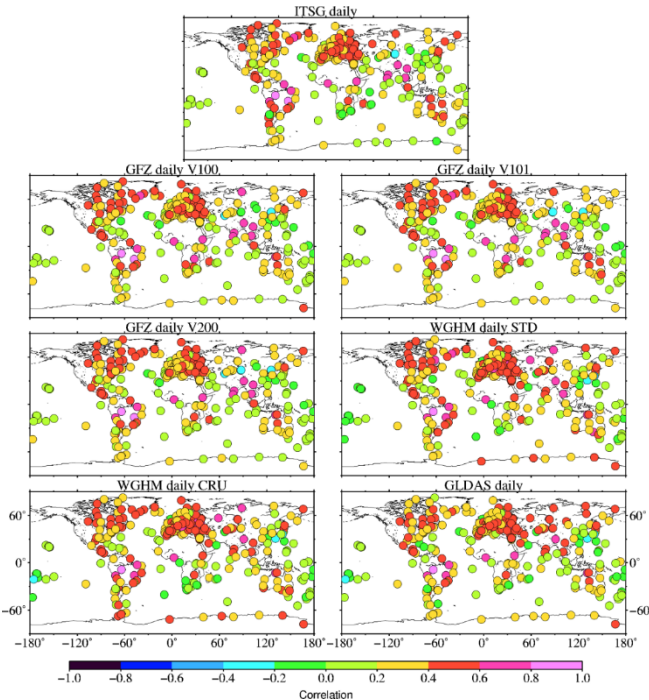 ITSG daily
GFZ daily V100.
GFZ daily V101.
GFZ daily V200.
WGHM daily STD
WGHM daily CRU
GLDAS daily
60°
60°
0°
0°
−60°
−60°
−180°
−120°
−60°
0°
60°
120°
180°
−180°
−120°
−60°
0°
60°
120°
180°
-1.0 -0.8 -0.6 -0.4 -0.2 0.0 0.2 0.4 0.6 0.8 1.0
Correlation